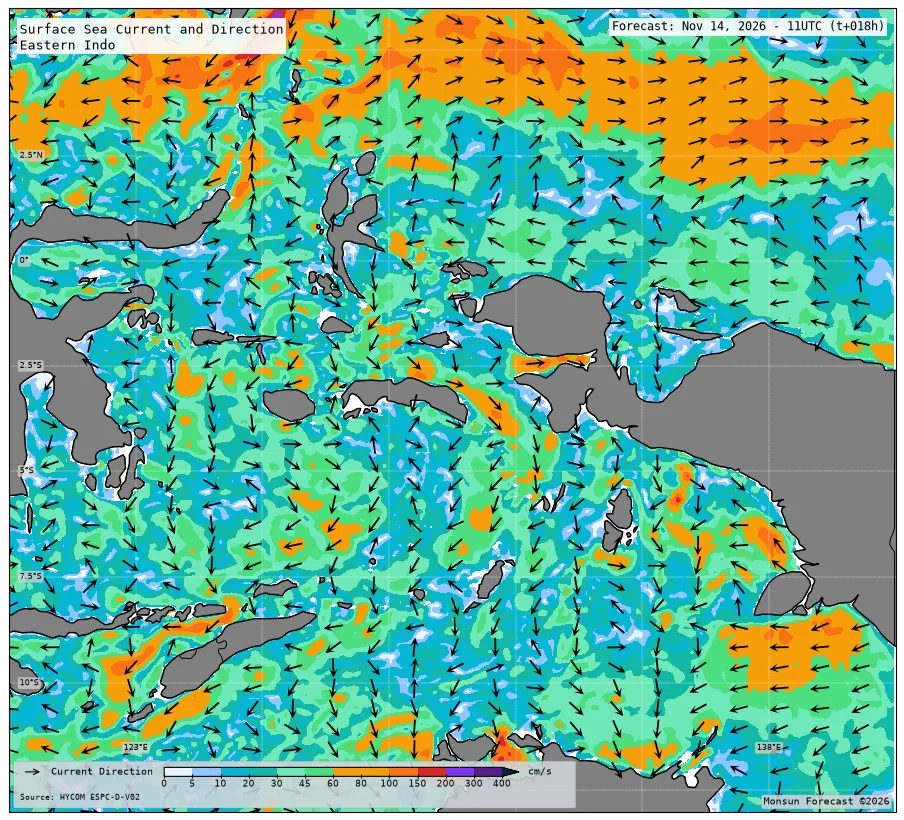 Surface Sea Current and Direction
Eastern Indo
Forecast: Nov 14, 2026 - 11UTC (t+018h)
2.5°N
0°
2.5°S
5°S
7.5°S
10°S
123°E
138°E
Current Direction
0 5 10 20 30 45 60 80 100 150 200 300 400
cm/s
Source: HYCOM ESPC-D-V02
Monsun Forecast ©2026